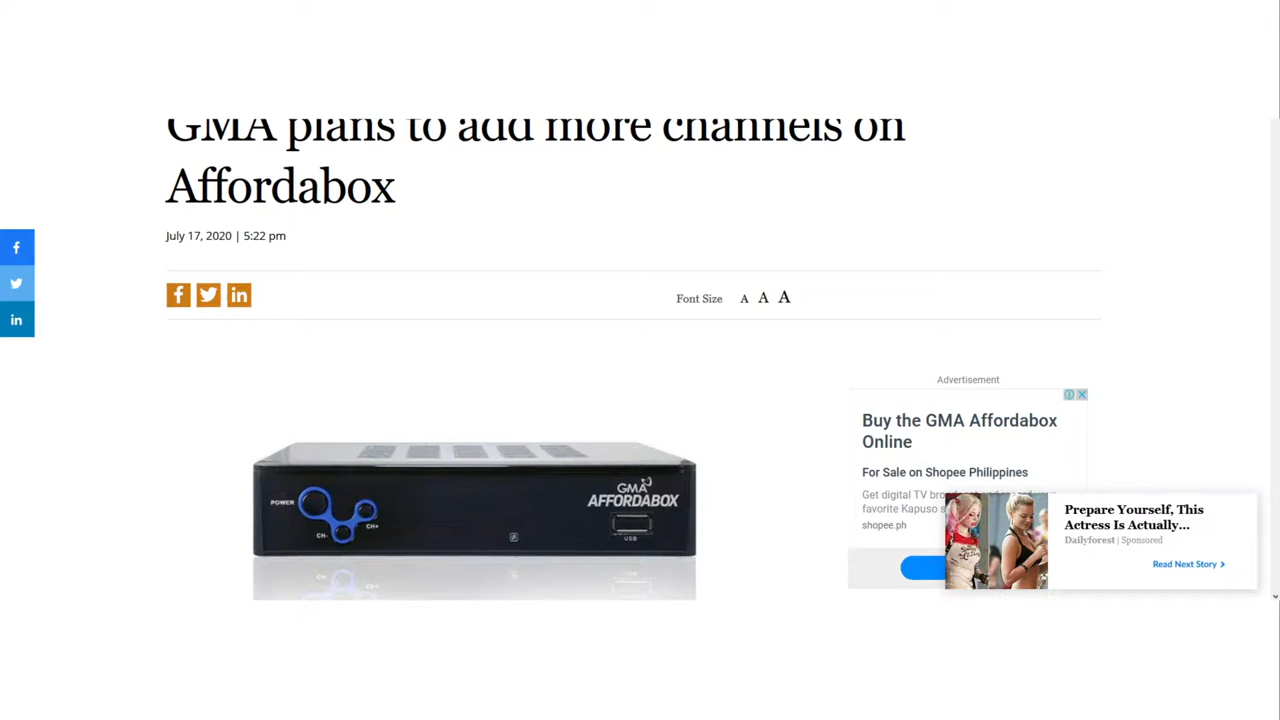 GMA plans to add more channels on
Affordabox
July 17, 2020 | 5:22 pm
Font Size A A A
Advertisement
Buy the GMA Affordabox
Online
For Sale on Shopee Philippines
Get digital TV
favorite Kapuso
shopee.ph
Prepare Yourself, This
Actress Is Actually...
Dailyforest | Sponsored
Read Next Story
POWER
CH+
CH-
GMA
AFFORDABOX
USB